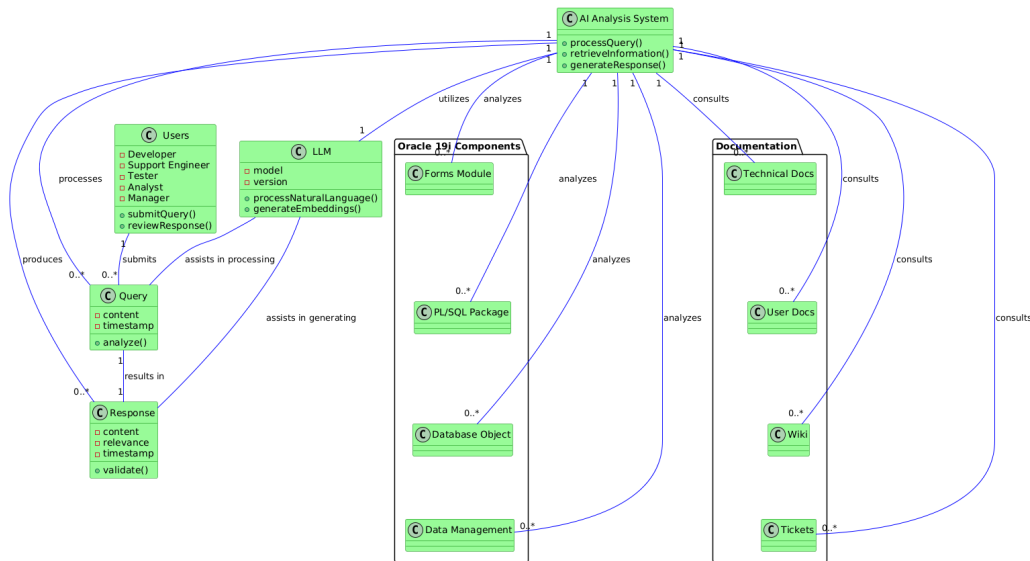 C AI Analysis System
processQuery()
retrieveInformation()
generateResponse()
1
1
1
1
1
1
1
1
1
1
1
utilizes
analyzes
consults
1
C Users
Developer
Support Engineer
Tester
Analyst
Manager
submitQuery()
reviewResponse()
C LLM
model
version
processNaturalLanguage()
generateEmbeddings()
Oracle 19j Components
0..*
C Forms Module
Documentation
0..*
C Technical Docs
processes
analyzes
consults
1
submits
0..*
0..*
produces
assists in processing
analyzes
consults
C Query
content
timestamp
analyze()
0..*
C PL/SQL Package
0..*
C User Docs
assists in generating
analyzes
consults
1
results in
1
0..*
C Response
content
relevance
timestamp
validate()
0..*
C Database Object
0..*
C Wiki
C Data Management
0..*
C Tickets
0..*